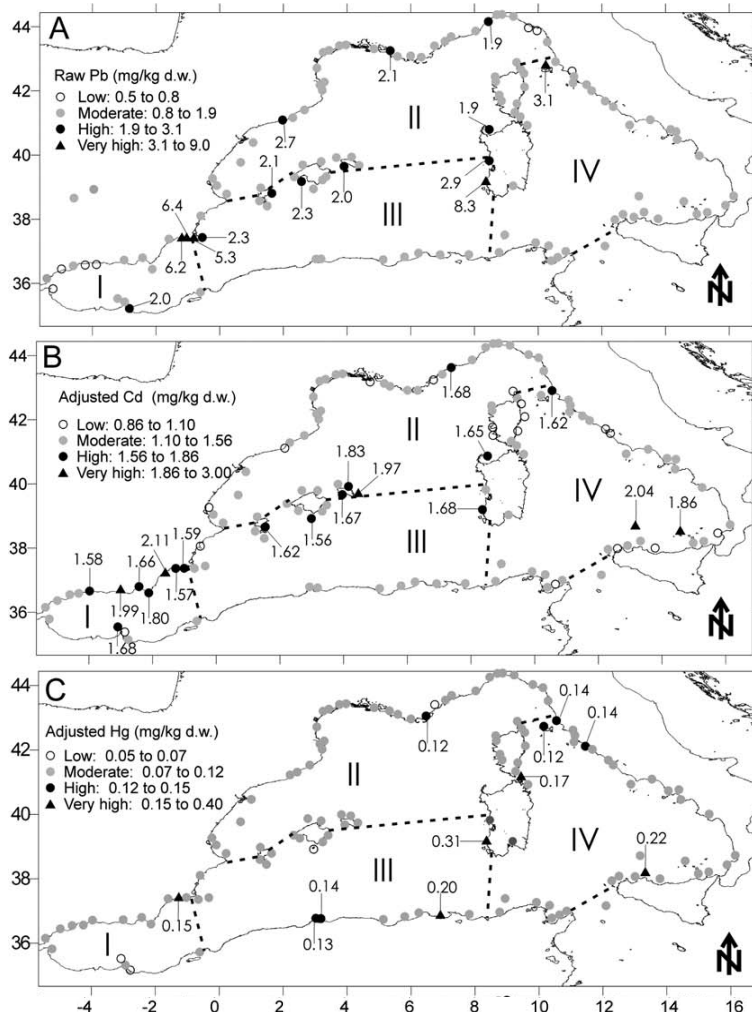 A
Raw Pb (mg/kg d.w.)
Low: 0.5 to 0.8
Moderate: 0.8 to 1.9
High: 1.9 to 3.1
Very high: 3.1 to 9.0
44
42
40
38
36
1.9
2.1
3.1
II
2.7
1.9
2.1
2.9
IV
2.3
2.0
8.3
III
6.4
2.3
6.2
5.3
I
2.0
N
B
Adjusted Cd (mg/kg d.w.)
Low: 0.86 to 1.10
Moderate: 1.10 to 1.56
High: 1.56 to 1.86
Very high: 1.86 to 3.00
44
42
40
38
36
1.68
1.62
II
1.83
1.65
1.97
IV
1.67
1.68
2.04
1.86
1.56
1.62
III
1.59
2.11
1.66
1.58
1.57
I
1.99
1.80
1.68
N
C
Adjusted Hg (mg/kg d.w.)
Low: 0.05 to 0.07
Moderate: 0.07 to 0.12
High: 0.12 to 0.15
Very high: 0.15 to 0.40
44
42
40
38
36
0.14
0.14
0.12
0.12
II
0.17
0.31
IV
0.22
III
0.15
0.14
0.20
0.13
I
N
-4 -2 0 2 4 6 8 10 12 14 16